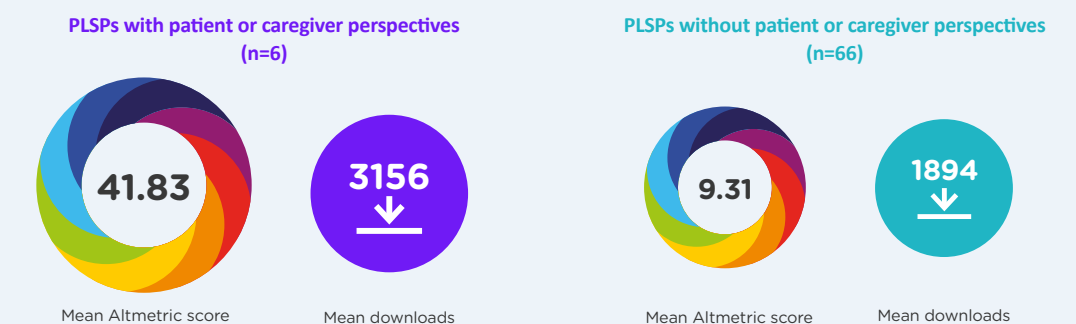 PLSPs with patient or caregiver perspectives
(n=6)
41.83
3156
Mean Altmetric score
Mean downloads
PLSPs without patient or caregiver perspectives
(n=66)
9.31
1894
Mean Altmetric score
Mean downloads